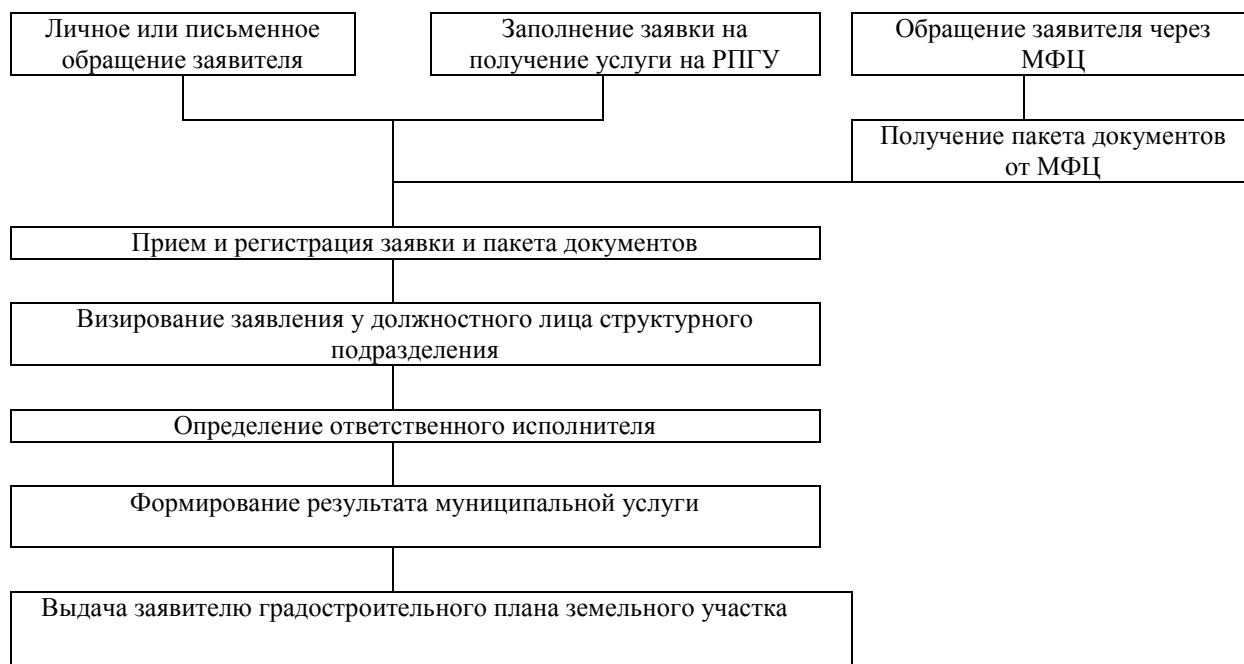 Личное или письменное
обращение заявителя
Заполнение заявки на
получение услуги на РПГУ
Обращение заявителя через
МФЦ
Получение пакета документов
от МФЦ
Прием и регистрация заявки и пакета документов
Визирование заявления у должностного лица структурного
подразделения
Определение ответственного исполнителя
Формирование результата муниципальной услуги
Выдача заявителю градостроительного плана земельного участка